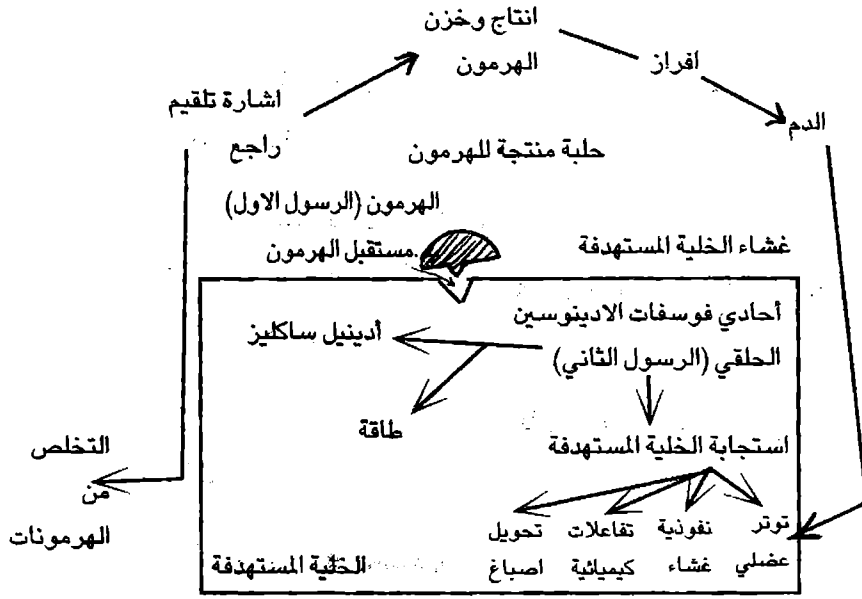 انتاج وخزن
الهرمون
افراز
اشارة تلقيم
راجع
الدم
حلبة منتجة للهرمون
الهرمون (الرسول الاول)
مستقبل الهرمون
غشاء الخلية المستهدفة
أحادي فوسفات الادينوسين
الحلقي (الرسول الثاني)
أدينيل ساكليز
طاقة
استجابة الخلية المستهدفة
التخلص
من
الهرمونات
توتر
عضلي
نفوذية
غشاء
تفاعلات
كيميائية
تحويل
اصباغ
الخلية المستهدفة